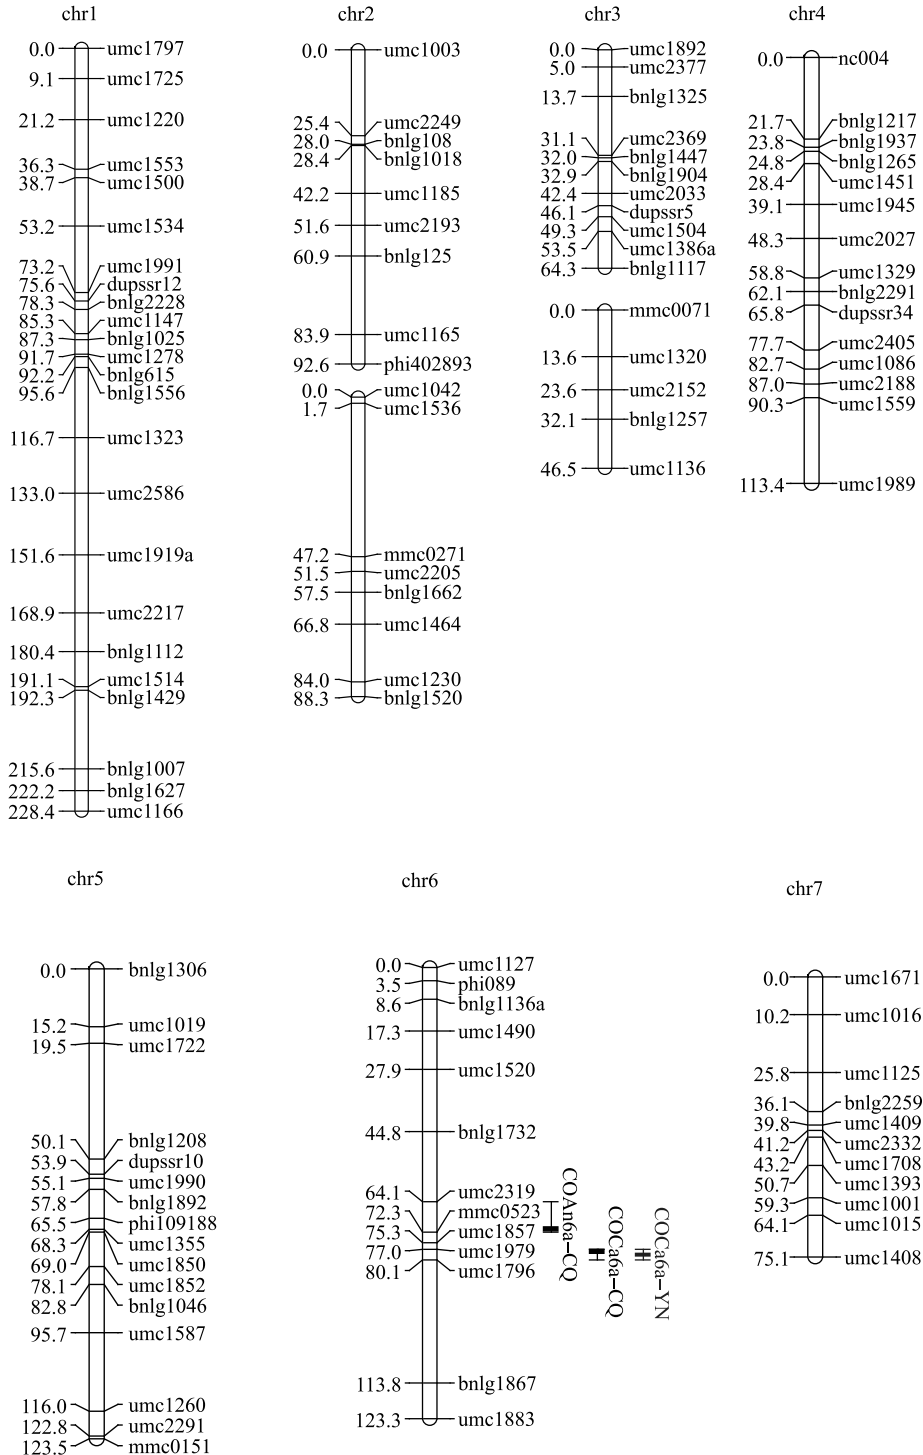 chr1
0.0 umc1797
9.1 umc1725
21.2 umc1220
36.3 umc1553
38.7 umc1500
53.2 umc1534
73.2 umc1991
75.6 dupssr12
78.3 bnlg2228
85.3 umc1147
87.3 bnlg1025
91.7 umc1278
92.2 bnlg615
95.6 bnlg1556
116.7 umc1323
133.0 umc2586
151.6 umc1919a
168.9 umc2217
180.4 bnlg1112
191.1 umc1514
192.3 bnlg1429
215.6 bnlg1007
222.2 bnlg1627
228.4 umc1166
chr2
0.0 umc1003
25.4 umc2249
28.0 bnlg108
28.4 bnlg1018
42.2 umc1185
51.6 umc2193
60.9 bnlg125
83.9 umc1165
92.6 phi402893
0.0 umc1042
1.7 umc1536
47.2 mmc0271
51.5 umc2205
57.5 bnlg1662
66.8 umc1464
84.0 umc1230
88.3 bnlg1520
chr3
0.0 umc1892
5.0 umc2377
13.7 bnlg1325
31.1 umc2369
32.0 bnlg1447
32.9 bnlg1904
42.4 umc2033
46.1 dupssr5
49.3 umc1504
53.5 umc1386a
64.3 bnlg1117
0.0 mmc0071
13.6 umc1320
23.6 umc2152
32.1 bnlg1257
46.5 umc1136
chr4
0.0 nc004
21.7 bnlg1217
23.8 bnlg1937
24.8 bnlg1265
28.4 umc1451
39.1 umc1945
48.3 umc2027
58.8 umc1329
62.1 bnlg2291
65.8 dupssr34
77.7 umc2405
82.7 umc1086
87.0 umc2188
90.3 umc1559
113.4 umc1989
chr5
0.0 bnlg1306
15.2 umc1019
19.5 umc1722
50.1 bnlg1208
53.9 dupssr10
55.1 umc1990
57.8 bnlg1892
65.5 phi109188
68.3 umc1355
69.0 umc1850
78.1 umc1852
82.8 bnlg1046
95.7 umc1587
116.0 umc1260
122.8 umc2291
123.5 mmc0151
chr6
0.0 umc1127
3.5 phi089
8.6 bnlg1136a
17.3 umc1490
27.9 umc1520
44.8 bnlg1732
64.1 umc2319
72.3 mmc0523
75.3 umc1857
77.0 umc1979
80.1 umc1796
113.8 bnlg1867
123.3 umc1883
COAn6a-CQ
COCa6a-CQ
COCa6a-YN
chr7
0.0 umc1671
10.2 umc1016
25.8 umc1125
36.1 bnlg2259
39.8 umc1409
41.2 umc2332
43.2 umc1708
50.7 umc1393
59.3 umc1001
64.1 umc1015
75.1 umc1408